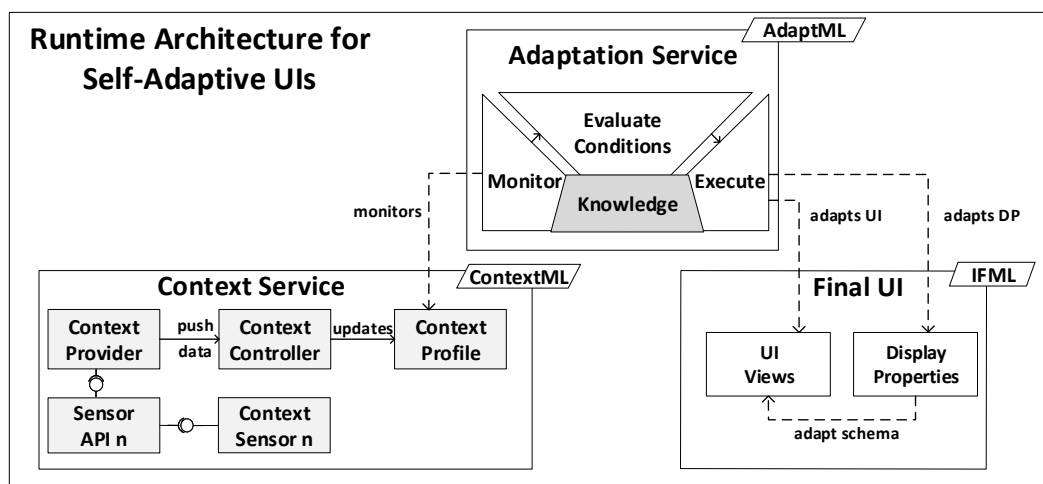 Runtime Architecture for
Self-Adaptive UIs
AdaptML
Adaptation Service
Evaluate
Conditions
Monitor
Execute
Knowledge
monitors
adapts UI
adapts DP
ContextML
Context Service
Context
Provider
push
data
Context
Controller
updates
Context
Profile
Sensor
API n
Context
Sensor n
IFML
Final UI
UI
Views
Display
Properties
adapt schema